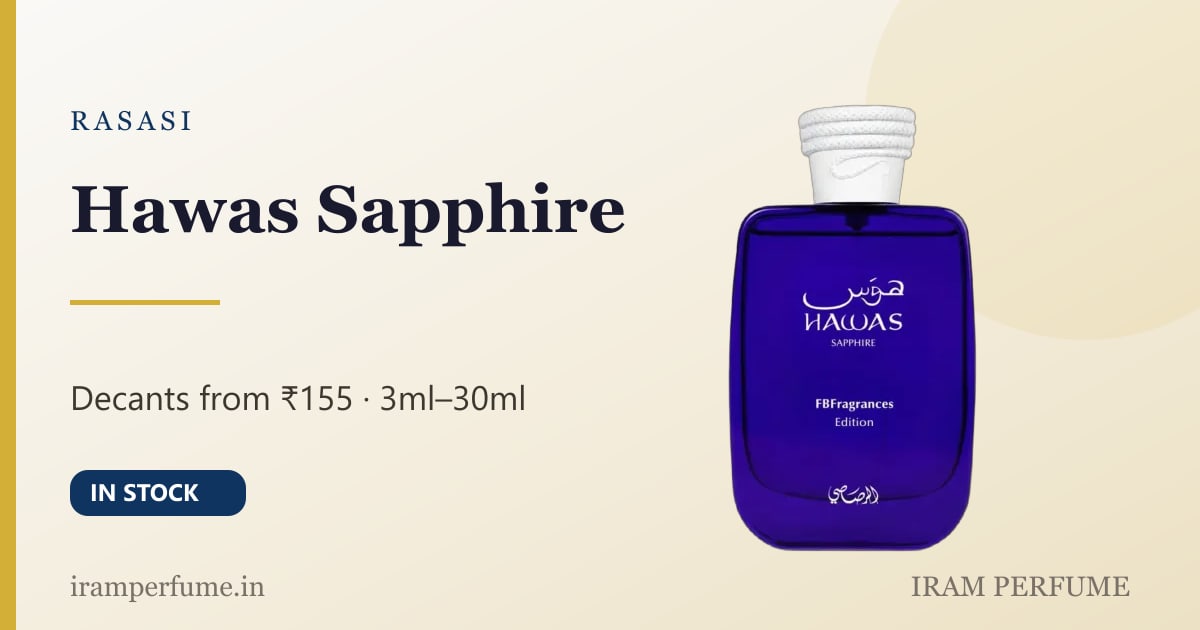 RASASI
Hawas Sapphire
Decants from ₹155 · 3ml–30ml
IN STOCK
iramperfume.in
هوس
HAWAS
SAPPHIRE
FBFragrances
Edition
الرصاصي
IRAM PERFUME